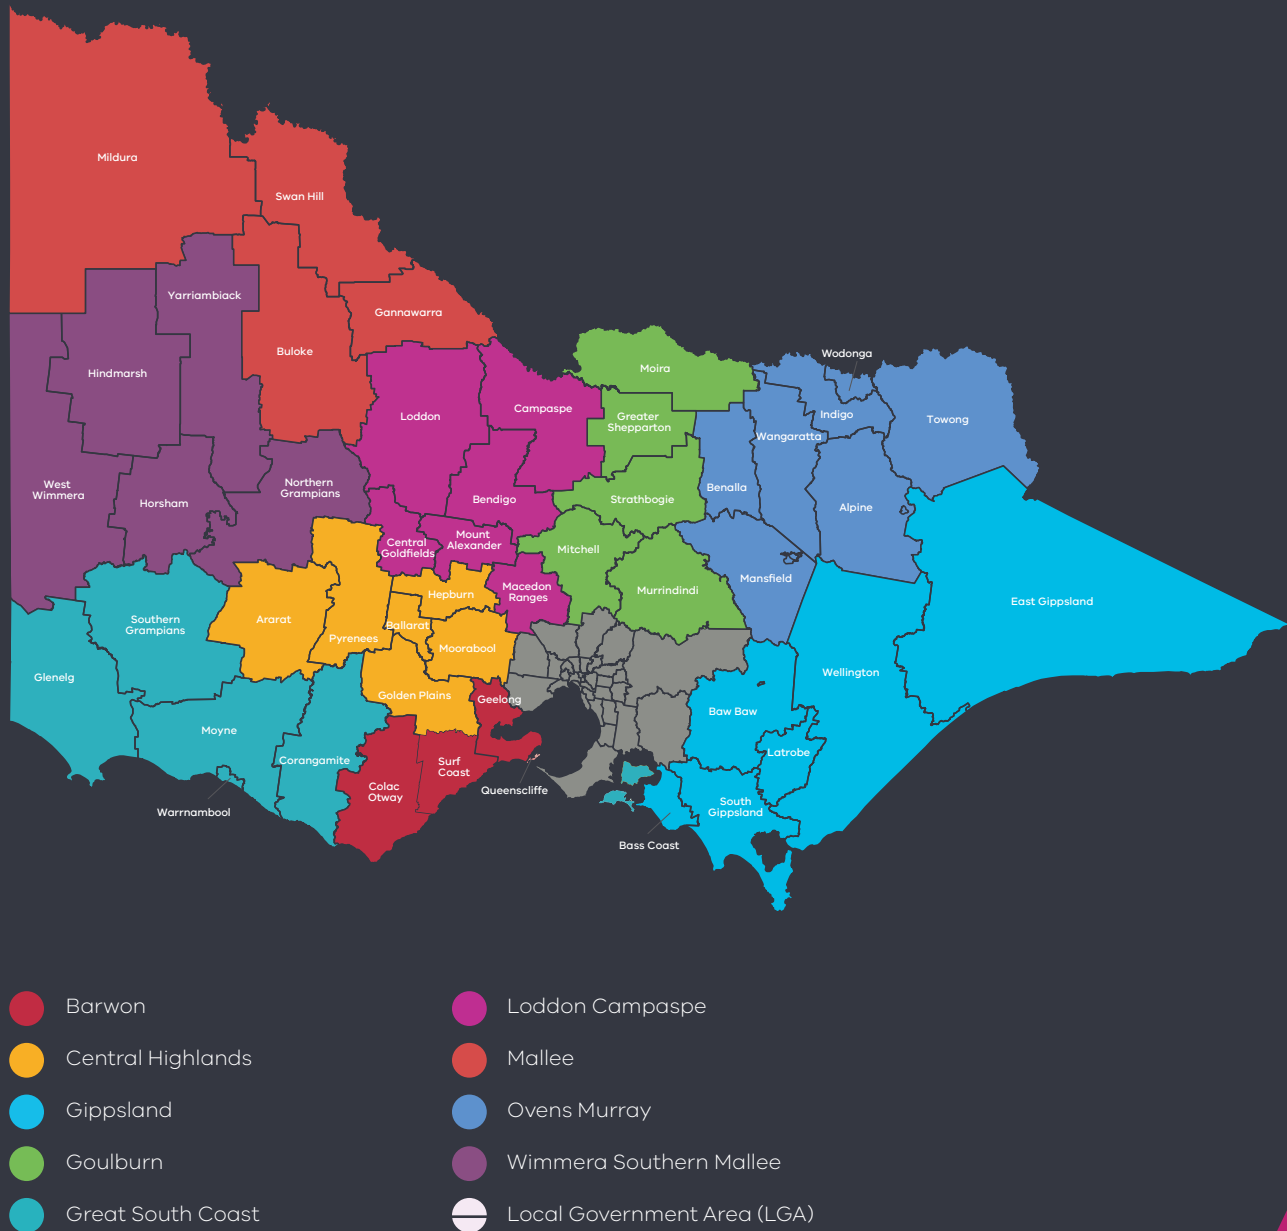 Mildura
Swan Hill
Yarriambiack
Gannawarra
Buloke
Hindmarsh
Wodonga
Moira
Loddon
Campaspe
Greater
Shepparton
Indigo
Towong
Wangaratta
West
Wimmera
Horsham
Northern
Grampians
Bendigo
Strathbogie
Benalla
Alpine
Central
Goldfields
Mount
Alexander
Mitchell
Mansfield
Macedon
Ranges
Murrindindi
Hepburn
East Gippsland
Southern
Grampians
Ararat
Ballarat
Pyrenees
Moorabool
Glenelg
Wellington
Golden Plains
Geelong
Baw Baw
Moyne
Latrobe
Corangamite
Surf
Coast
Colac
Otway
Queenscliffe
South
Gippsland
Warrnambool
Bass Coast
Barwon
Central Highlands
Gippsland
Goulburn
Great South Coast
Loddon Campaspe
Mallee
Ovens Murray
Wimmera Southern Mallee
Local Government Area (LGA)